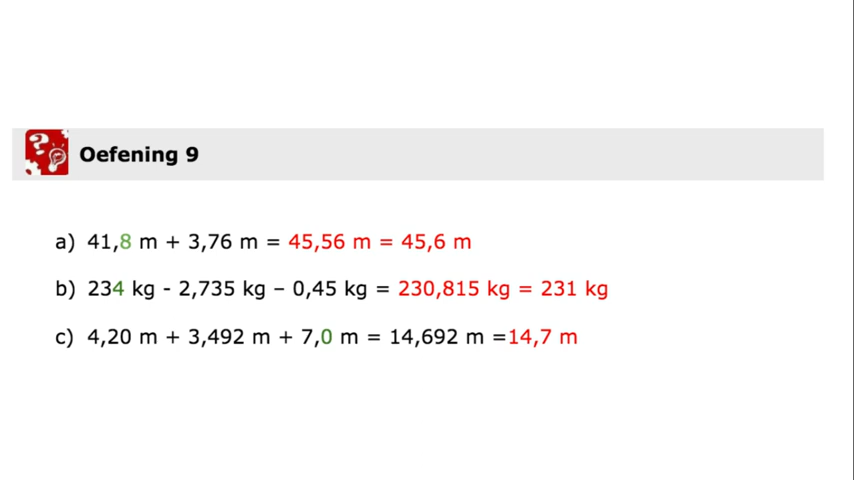 Oefening 9
a) 41,8 m + 3,76 m = 45,56 m = 45,6 m
b) 234 kg - 2,735 kg – 0,45 kg = 230,815 kg = 231 kg
c) 4,20 m + 3,492 m + 7,0 m = 14,692 m =14,7 m